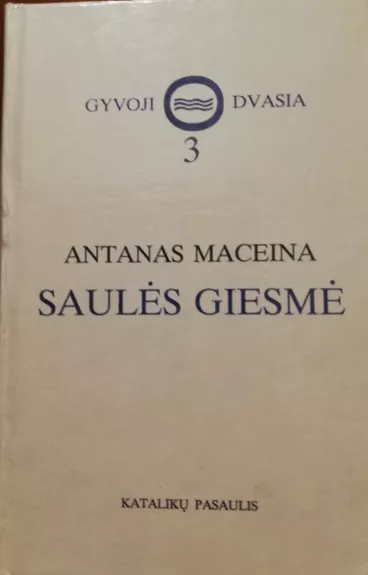 GYVOJI DVASIA
3
ANTANAS MACEINA
SAULĖS GIESMĖ
KATALIKŲ PASAULIS